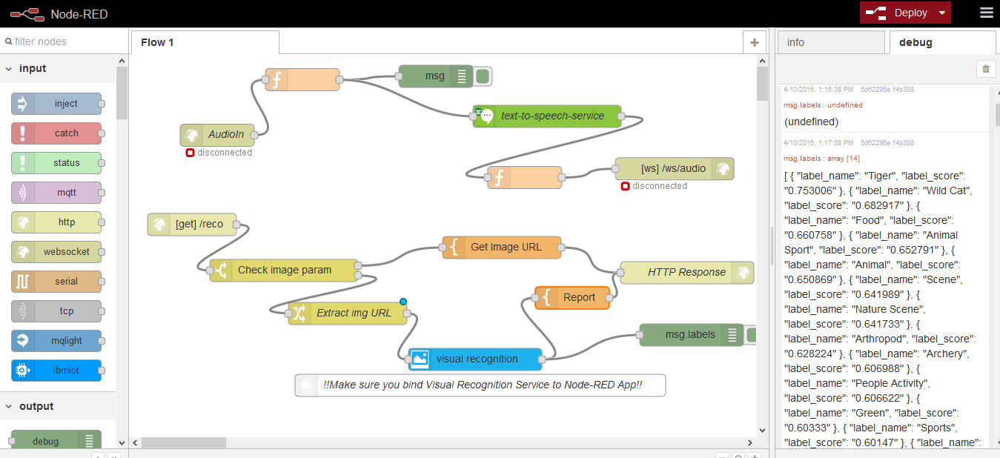 Node-RED
Deploy
filter nodes
Flow 1
info
debug
input
inject
catch
status
mqtt
http
websocket
serial
tcp
mqlight
ibmiot
output
debug
msg
text-to-speech-service
AudioIn
disconnected
[ws] /ws/audio
disconnected
[get] /reco
Get Image URL
Check image param
HTTP Response
Report
Extract img URL
msg.labels
visual recognition
!!Make sure you bind Visual Recognition Service to Node-RED App!!
4/10/2016, 1:16:38 PM 5d62296e.f4b388
msg.labels : undefined
(undefined)
4/10/2016, 1:17:08 PM 5d62296e.f4b388
msg.labels : array [14]
[ { "label_name": "Tiger", "label_score":
"0.753006" }, { "label_name": "Wild Cat",
"label_score": "0.682917" }, {
"label_name": "Food", "label_score":
"0.660758" }, { "label_name": "Animal
Sport", "label_score": "0.652791" }, {
"label_name": "Animal", "label_score":
"0.650869" }, { "label_name": "Scene",
"label_score": "0.641989" }, {
"label_name": "Nature Scene",
"label_score": "0.641733" }, {
"label_name": "Arthropod", "label_score":
"0.628224" }, { "label_name": "Archery",
"label_score": "0.606988" }, {
"label_name": "People Activity",
"label_score": "0.606622" }, {
"label_name": "Green", "label_score":
"0.60333" }, { "label_name": "Sports",
"label_score": "0.60147" }, { "label_name":